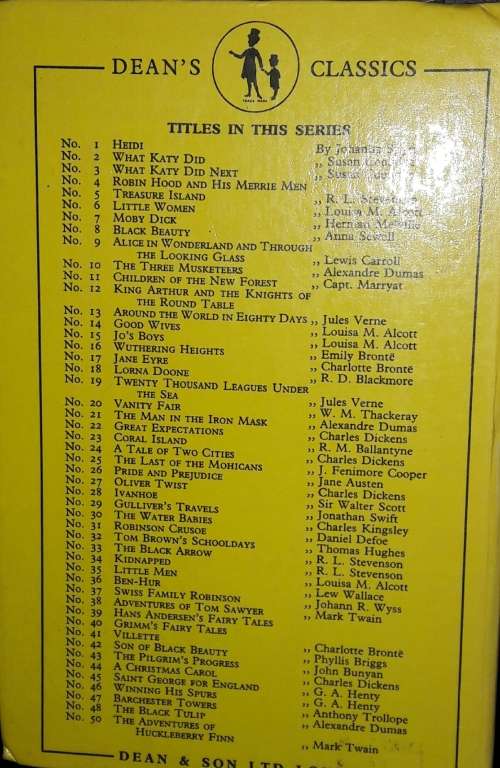 DEAN'S CLASSICS
TRADE MARK
TITLES IN THIS SERIES
No. 1 HEIDI By Johanna
No. 2 WHAT KATY DID ,, Susan
No. 3 WHAT KATY DID NEXT ,, Susan
No. 4 ROBIN HOOD AND HIS MERRIE MEN
No. 5 TREASURE ISLAND ,, R. L. Stevenson
No. 6 LITTLE WOMEN ,, Louisa M. Alcott
No. 7 MOBY DICK ,, Herman Melville
No. 8 BLACK BEAUTY ,, Anna Sewell
No. 9 ALICE IN WONDERLAND AND THROUGH
THE LOOKING GLASS ,, Lewis Carroll
No. 10 THE THREE MUSKETEERS ,, Alexandre Dumas
No. 11 CHILDREN OF THE NEW FOREST ,, Capt. Marryat
No. 12 KING ARTHUR AND THE KNIGHTS OF
THE ROUND TABLE
No. 13 AROUND THE WORLD IN EIGHTY DAYS ,, Jules Verne
No. 14 GOOD WIVES ,, Louisa M. Alcott
No. 15 JO'S BOYS ,, Louisa M. Alcott
No. 16 WUTHERING HEIGHTS ,, Emily Brontë
No. 17 JANE EYRE ,, Charlotte Brontë
No. 18 LORNA DOONE ,, R. D. Blackmore
No. 19 TWENTY THOUSAND LEAGUES UNDER
THE SEA ,, Jules Verne
No. 20 VANITY FAIR ,, W. M. Thackeray
No. 21 THE MAN IN THE IRON MASK ,, Alexandre Dumas
No. 22 GREAT EXPECTATIONS ,, Charles Dickens
No. 23 CORAL ISLAND ,, R. M. Ballantyne
No. 24 A TALE OF TWO CITIES ,, Charles Dickens
No. 25 THE LAST OF THE MOHICANS ,, J. Fenimore Cooper
No. 26 PRIDE AND PREJUDICE ,, Jane Austen
No. 27 OLIVER TWIST ,, Charles Dickens
No. 28 IVANHOE ,, Sir Walter Scott
No. 29 GULLIVER'S TRAVELS ,, Jonathan Swift
No. 30 THE WATER BABIES ,, Charles Kingsley
No. 31 ROBINSON CRUSOE ,, Daniel Defoe
No. 32 TOM BROWN'S SCHOOLDAYS ,, Thomas Hughes
No. 33 THE BLACK ARROW ,, R. L. Stevenson
No. 34 KIDNAPPED ,, R. L. Stevenson
No. 35 LITTLE MEN ,, Louisa M. Alcott
No. 36 BEN-HUR ,, Lew Wallace
No. 37 SWISS FAMILY ROBINSON ,, Johann R. Wyss
No. 38 ADVENTURES OF TOM SAWYER ,, Mark Twain
No. 39 HANS ANDERSEN'S FAIRY TALES
No. 40 GRIMM'S FAIRY TALES
No. 41 VILLETTE ,, Charlotte Brontë
No. 42 SON OF BLACK BEAUTY ,, Phyllis Briggs
No. 43 THE PILGRIM'S PROGRESS ,, John Bunyan
No. 44 A CHRISTMAS CAROL ,, Charles Dickens
No. 45 SAINT GEORGE FOR ENGLAND ,, G. A. Henty
No. 46 WINNING HIS SPURS ,, G. A. Henty
No. 47 BARCHESTER TOWERS ,, Anthony Trollope
No. 48 THE BLACK TULIP ,, Alexandre Dumas
No. 50 THE ADVENTURES OF
HUCKLEBERRY FINN ,, Mark Twain
DEAN & SON LTD